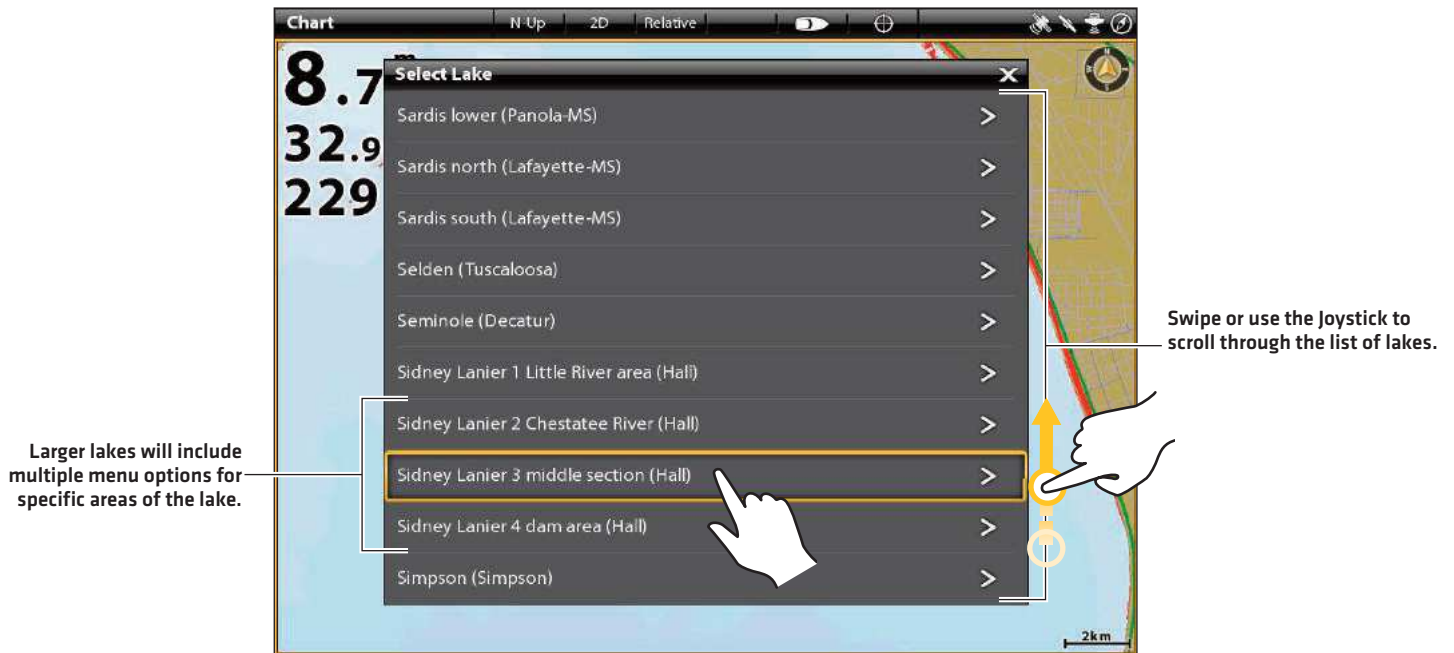 Chart N-Up 2D Relative
8.7 m
32.9
229
Select Lake X
Sardis lower (Panola-MS) >
Sardis north (Lafayette-MS) >
Sardis south (Lafayette-MS) >
Selden (Tuscaloosa) >
Seminole (Decatur) >
Sidney Lanier 1 Little River area (Hall) >
Sidney Lanier 2 Chestatee River (Hall) >
Sidney Lanier 3 middle section (Hall) >
Sidney Lanier 4 dam area (Hall) >
Simpson (Simpson) >
2km
Larger lakes will include
multiple menu options for
specific areas of the lake.
Swipe or use the Joystick to
scroll through the list of lakes.